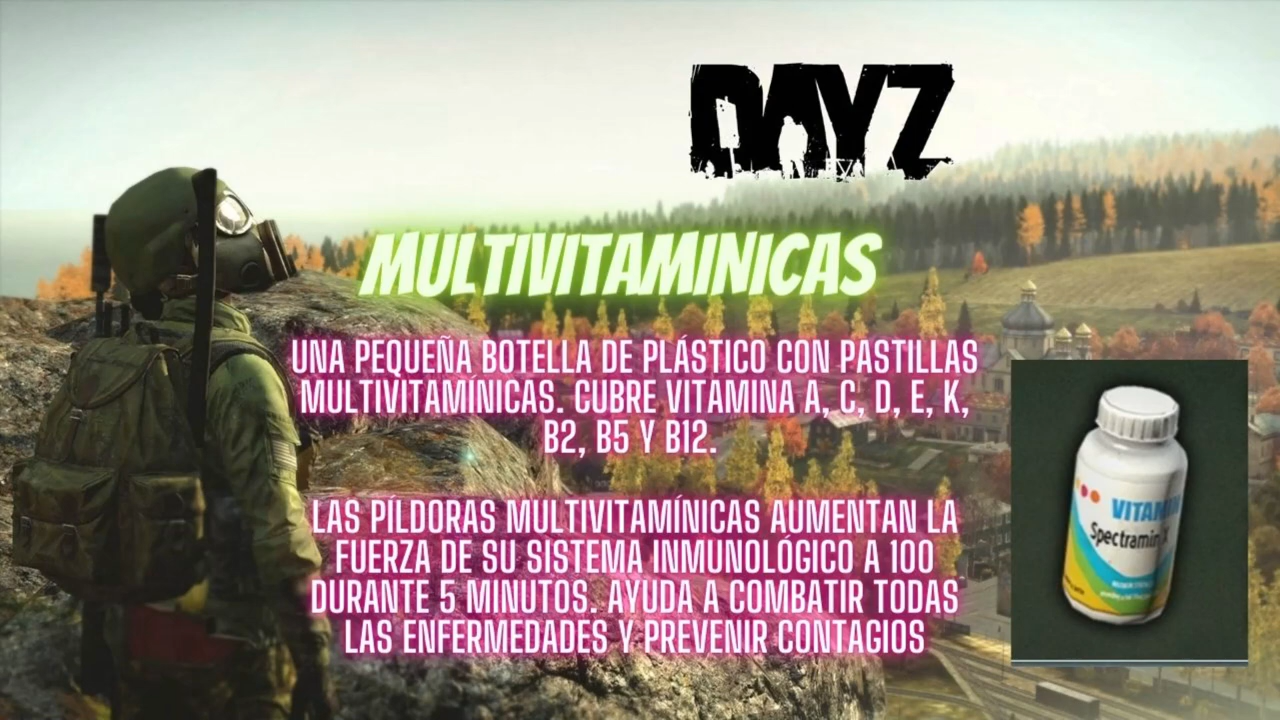 DAYZ
MULTIVITAMINICAS
UNA PEQUEÑA BOTELLA DE PLÁSTICO CON PASTILLAS
MULTIVITAMÍNICAS. CUBRE VITAMINA A, C, D, E, K,
B2, B5 Y B12.
LAS PÍLDORAS MULTIVITAMÍNICAS AUMENTAN LA
FUERZA DE SU SISTEMA INMUNOLÓGICO A 100
DURANTE 5 MINUTOS. AYUDA A COMBATIR TODAS
LAS ENFERMEDADES Y PREVENIR CONTAGIOS
VITAMIN
Spectramin X